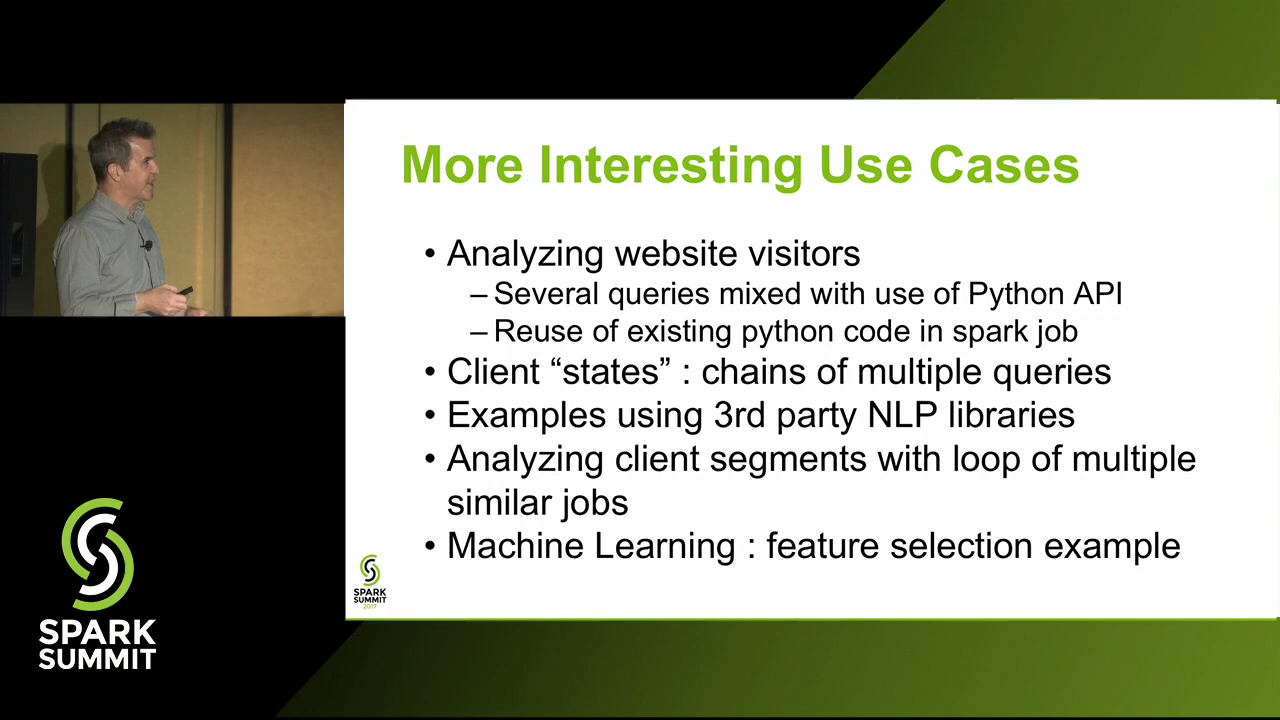 More Interesting Use Cases
• Analyzing website visitors
– Several queries mixed with use of Python API
– Reuse of existing python code in spark job
• Client “states” : chains of multiple queries
• Examples using 3rd party NLP libraries
• Analyzing client segments with loop of multiple
similar jobs
• Machine Learning : feature selection example
SPARK
SUMMIT
2017
SPARK
SUMMIT